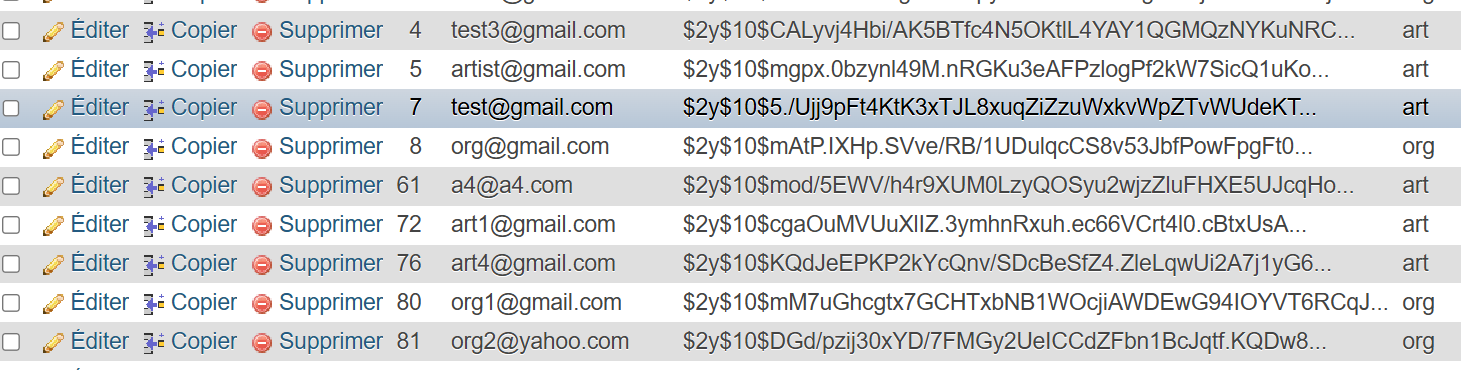 Éditer Copier Supprimer 4 test3@gmail.com $2y$10$CALyvj4Hbi/AK5BTfc4N5OKtlL4YAY1QGMQzNYKuNRC... art
Éditer Copier Supprimer 5 artist@gmail.com $2y$10$mgpx.0bzynl49M.nRGKu3eAFPzlogPf2kW7SicQ1uKo... art
Éditer Copier Supprimer 7 test@gmail.com $2y$10$5./Ujj9pFt4KtK3xTJL8xuqZiZzuWxkvWpZTvWUdeKT... art
Éditer Copier Supprimer 8 org@gmail.com $2y$10$mAtP.IXHp.SVve/RB/1UDulqcCS8v53JbfPowFpgFt0... org
Éditer Copier Supprimer 61 a4@a4.com $2y$10$mod/5EWV/h4r9XUM0LzyQOSyu2wjzZluFHXE5UJcqHo... art
Éditer Copier Supprimer 72 art1@gmail.com $2y$10$cgaOuMVUuXlIZ.3ymhnRxuh.ec66VCrt4l0.cBtxUsA... art
Éditer Copier Supprimer 76 art4@gmail.com $2y$10$KQdJeEPKP2kYcQnv/SDcBeSfZ4.ZleLqwUi2A7j1yG6... art
Éditer Copier Supprimer 80 org1@gmail.com $2y$10$mM7uGhcgtx7GCHTxbNB1WOcjiAWDEwG94IOYVT6RCqJ... org
Éditer Copier Supprimer 81 org2@yahoo.com $2y$10$DGd/pzij30xYD/7FMGy2UeICCdZFbn1BcJqtf.KQDw8... org